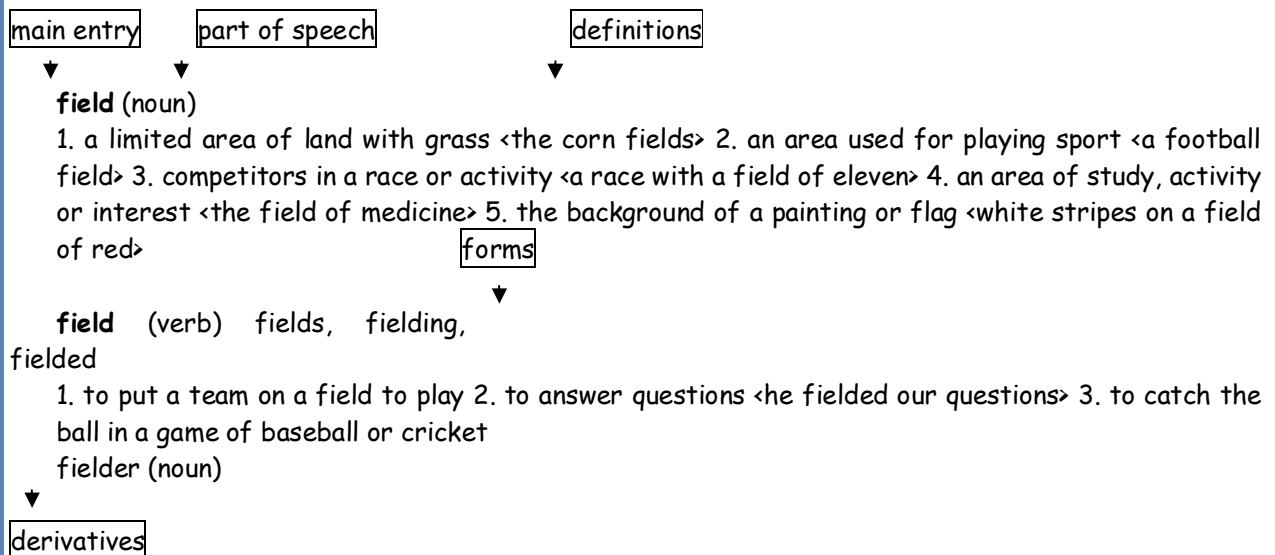 main entry part of speech definitions
field (noun)
1. a limited area of land with grass <the corn fields> 2. an area used for playing sport <a football
field> 3. competitors in a race or activity <a race with a field of eleven> 4. an area of study, activity
or interest <the field of medicine> 5. the background of a painting or flag <white stripes on a field
of red> forms
field (verb) fields, fielding,
fielded
1. to put a team on a field to play 2. to answer questions <he fielded our questions> 3. to catch the
ball in a game of baseball or cricket
fielder (noun)
derivatives